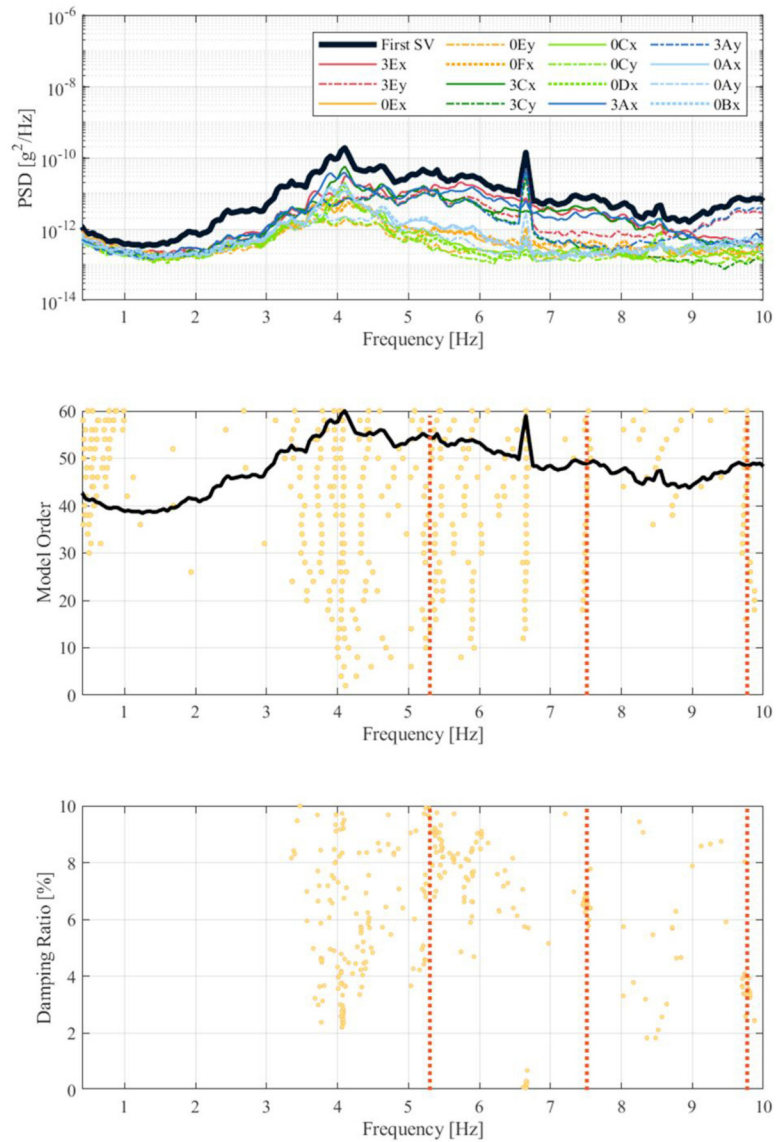 10^-6
10^-8
10^-10
10^-12
10^-14
PSD [g^2/Hz]
First SV
3Ex
3Ey
0Ex
0Ey
0Fx
3Cx
3Cy
0Cx
0Cy
0Dx
3Ax
3Ay
0Ax
0Ay
0Bx
1 2 3 4 5 6 7 8 9 10
Frequency [Hz]
60
50
40
30
20
10
0
Model Order
1 2 3 4 5 6 7 8 9 10
Frequency [Hz]
10
8
6
4
2
0
Damping Ratio [%]
1 2 3 4 5 6 7 8 9 10
Frequency [Hz]